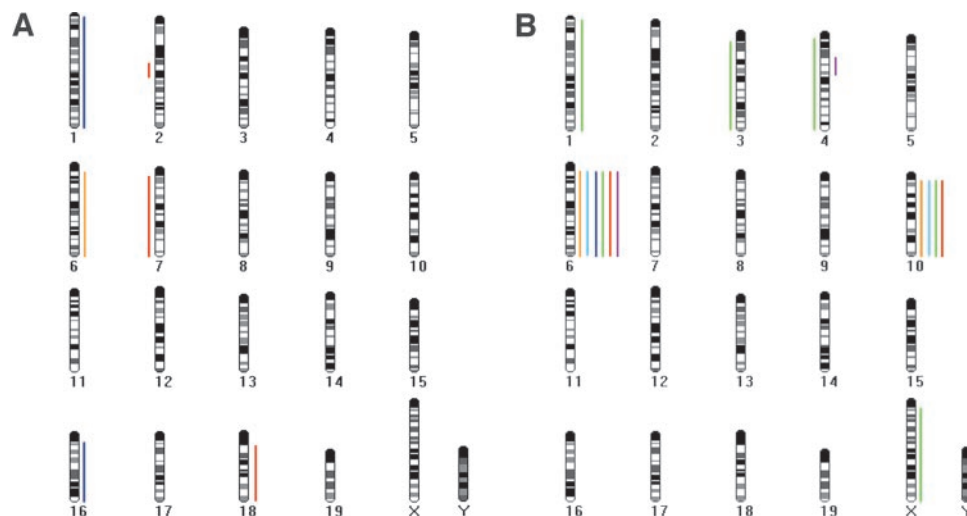 A B
1 2 3 4 5 1 2 3 4 5
6 7 8 9 10 6 7 8 9 10
11 12 13 14 15 11 12 13 14 15
16 17 18 19 X Y 16 17 18 19 X Y